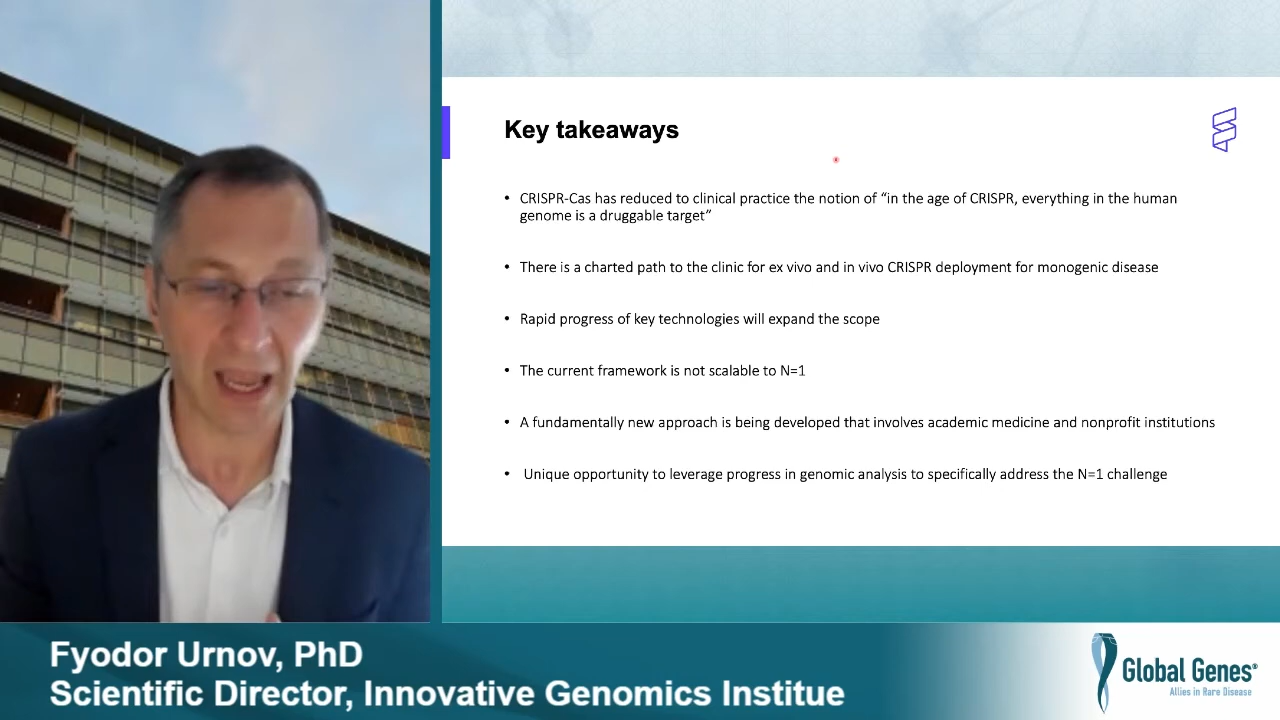 Key takeaways
• CRISPR-Cas has reduced to clinical practice the notion of “in the age of CRISPR, everything in the human
genome is a druggable target”
• There is a charted path to the clinic for ex vivo and in vivo CRISPR deployment for monogenic disease
• Rapid progress of key technologies will expand the scope
• The current framework is not scalable to N=1
• A fundamentally new approach is being developed that involves academic medicine and nonprofit institutions
• Unique opportunity to leverage progress in genomic analysis to specifically address the N=1 challenge
Fyodor Urnov, PhD
Scientific Director, Innovative Genomics Institue
Global Genes®
Allies in Rare Disease